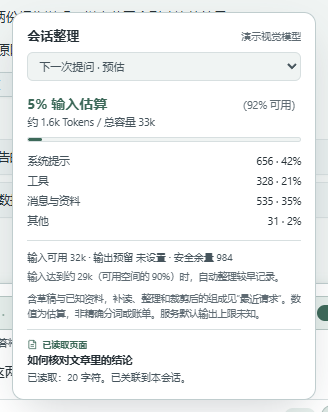 会话整理
演示视觉模型
下一次提问 · 预估
5% 输入估算
(92% 可用)
约 1.6k Tokens / 总容量 33k
系统提示
656 · 42%
工具
328 · 21%
消息与资料
535 · 35%
其他
31 · 2%
输入可用 32k · 输出预留 未设置 · 安全余量 984
输入达到约 29k（可用空间的 90%）时，自动整理较早记录。
含草稿与已知资料，补读、整理和裁剪后的组成见“最近请求”。数
值为估算，非精确分词或账单。服务默认输出上限未知。
已读取页面
如何核对文章里的结论
已读取：20 字符。已关联到本会话。